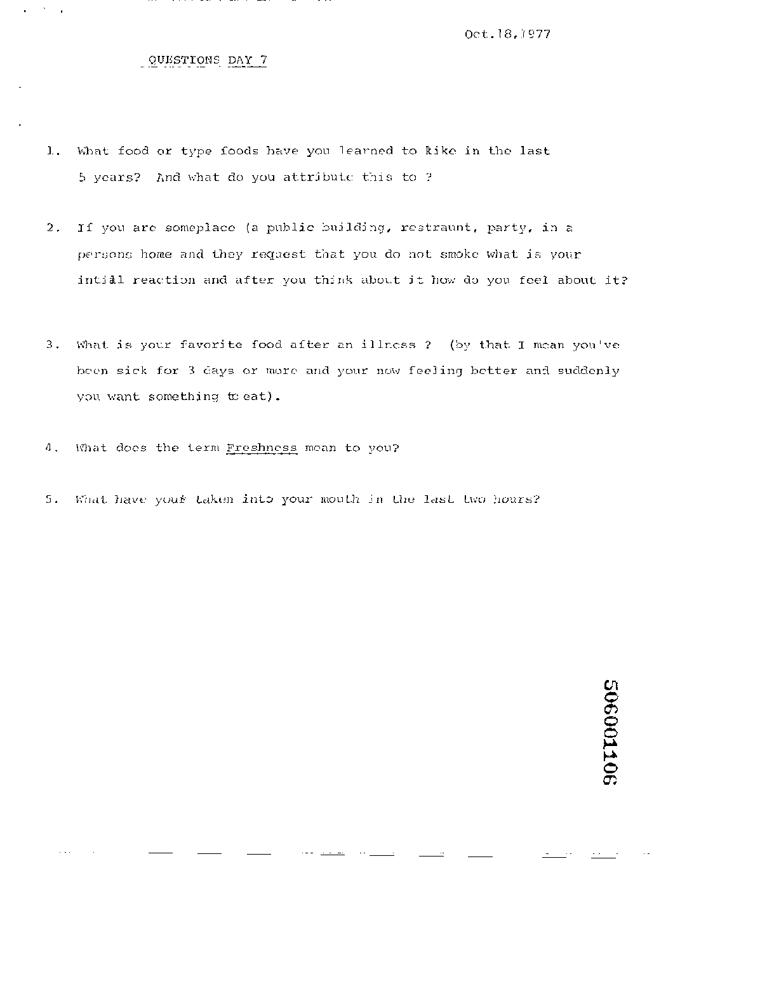 Oct.18,1977
QUESTIONS DAY 7
1. What food or type foods have you learned to like in the last
5 years? And what do you attribute this to ?
2. If you are someplace (a public building, restraunt, party, in a
persons home and they request that you do not smoke what is your
intial reaction and after you think about it how do you feel about it?
3. What is your favorite food after an illness ? (by that I mean you've
been sick for 3 days or more and your now feeling better and suddenly
you want something to eat).
4. What does the term Freshness mean to you?
5. What have you taken into your mouth in the last two hours?
506001106